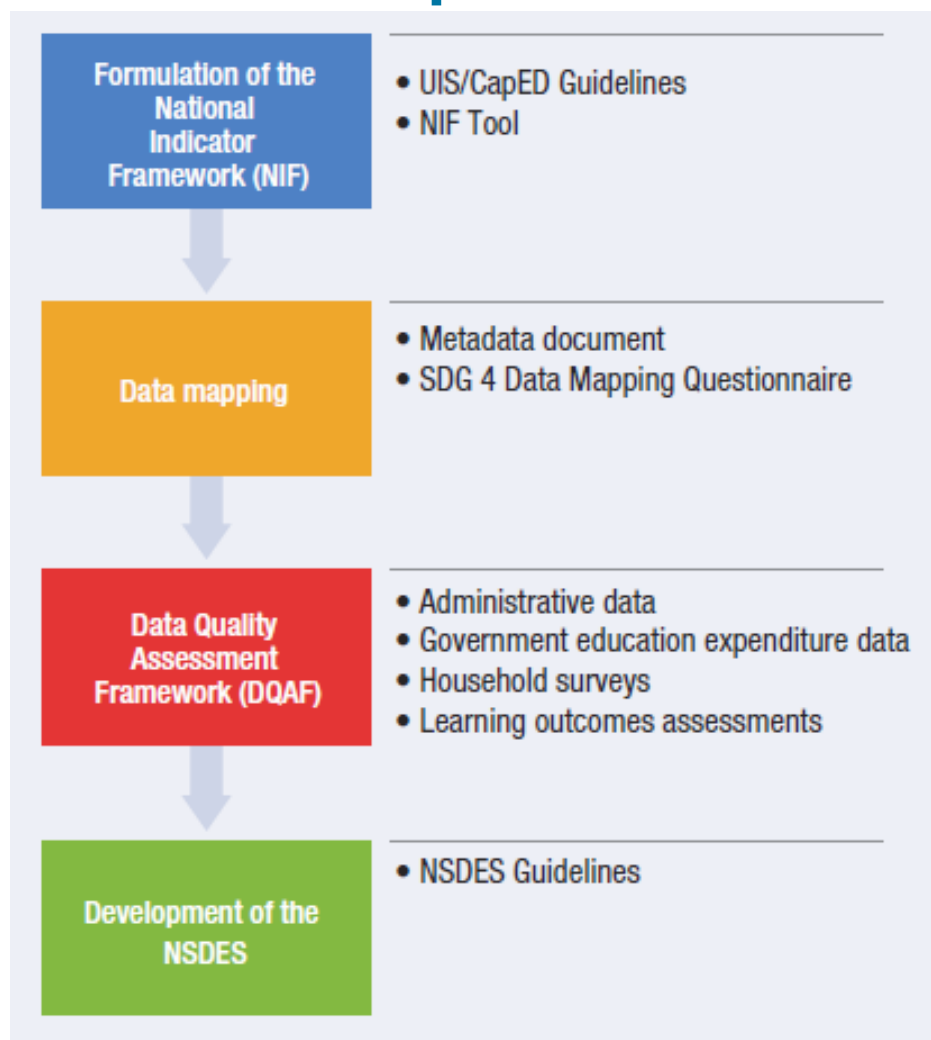 Formulation of the
National
Indicator
Framework (NIF)
• UIS/CapED Guidelines
• NIF Tool
Data mapping
• Metadata document
• SDG 4 Data Mapping Questionnaire
Data Quality
Assessment
Framework (DQAF)
• Administrative data
• Government education expenditure data
• Household surveys
• Learning outcomes assessments
Development of the
NSDES
• NSDES Guidelines